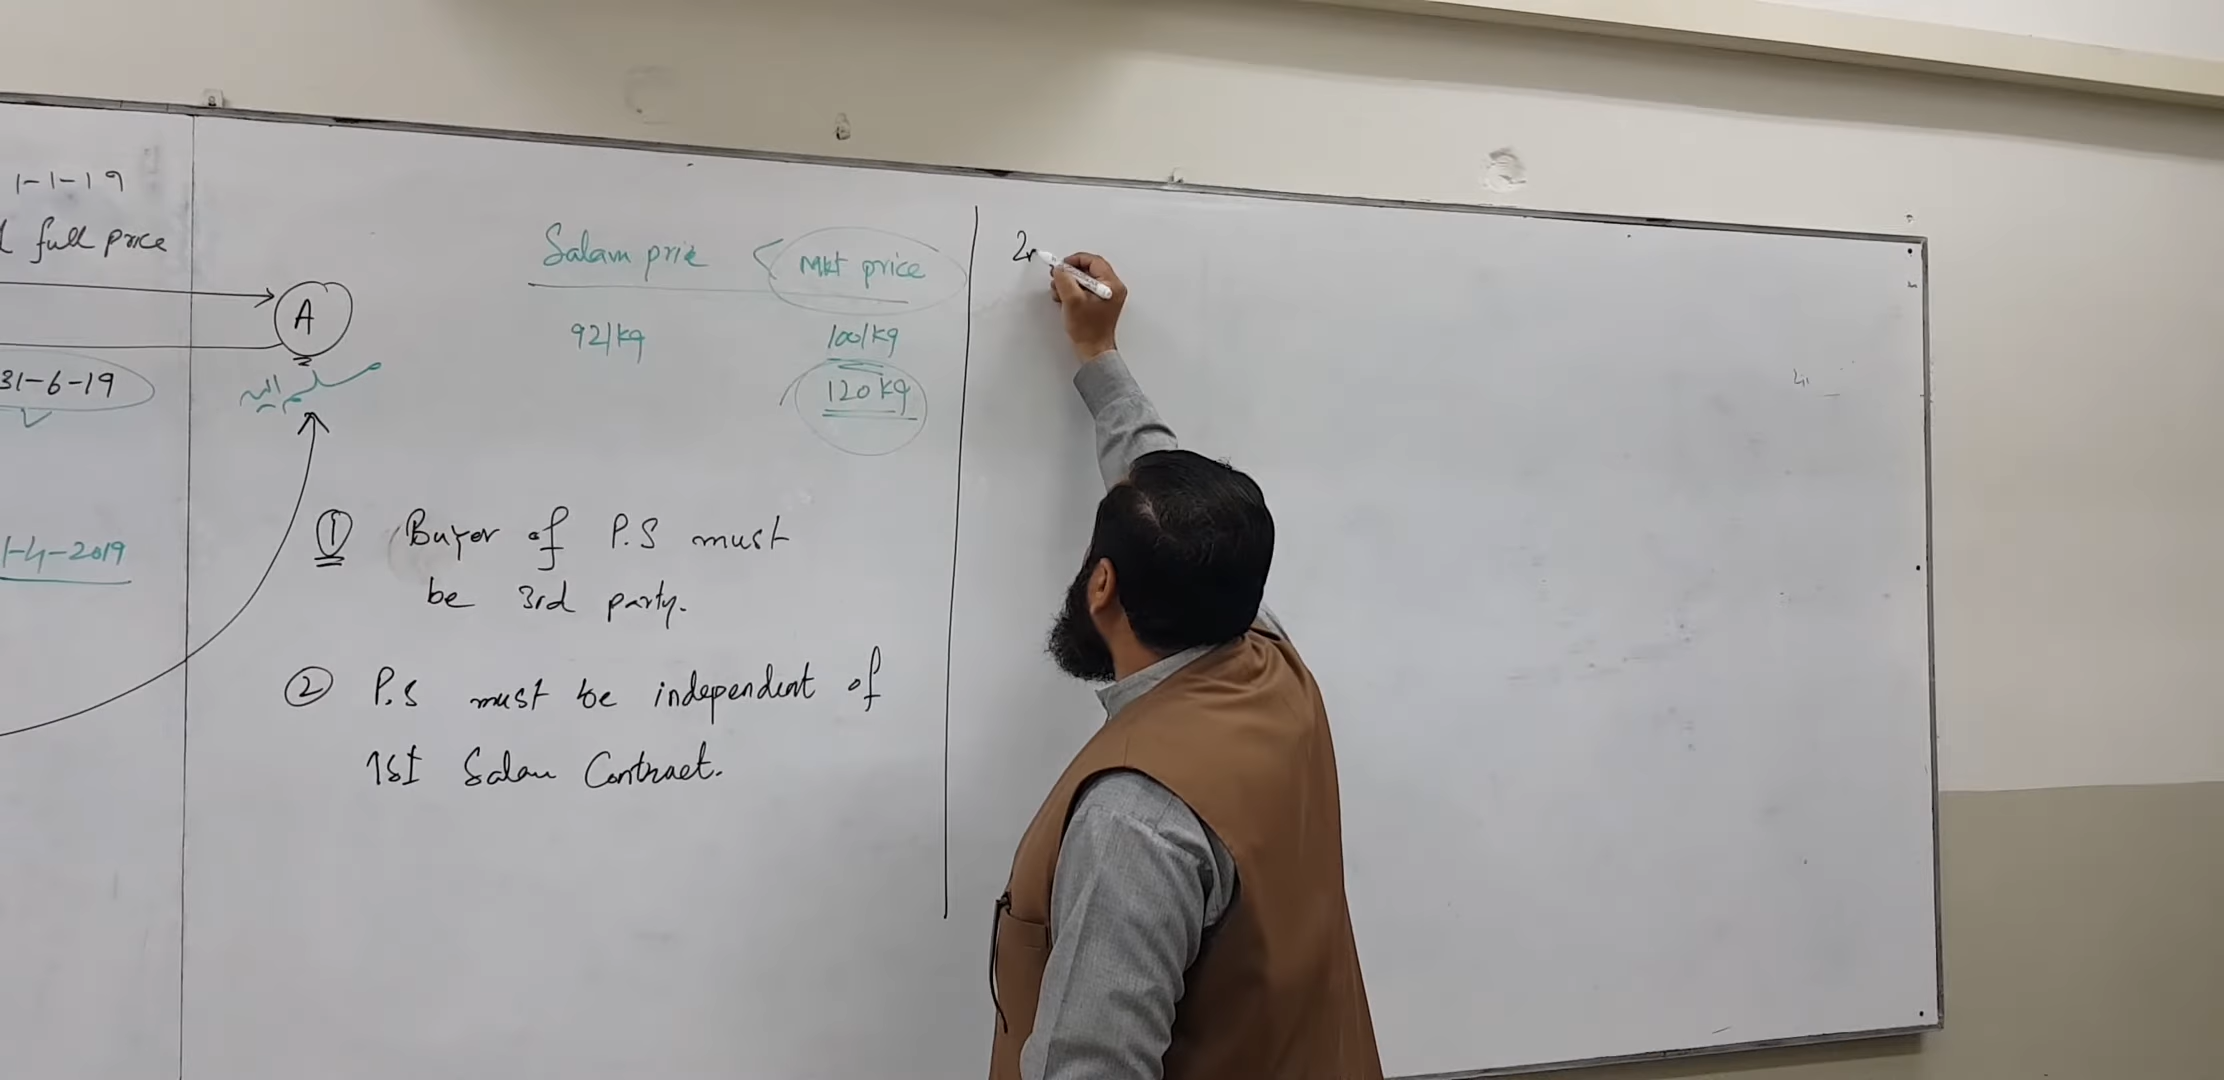 1-1-19
full price
A
31-6-19
مسلم الیہ
1-4-2019
Salam price < Mkt price
92/kg 100/kg
120 kg
① Buyer of P.S must
be 3rd party.
② P.S must be independent of
1st Salam Contract.
2n